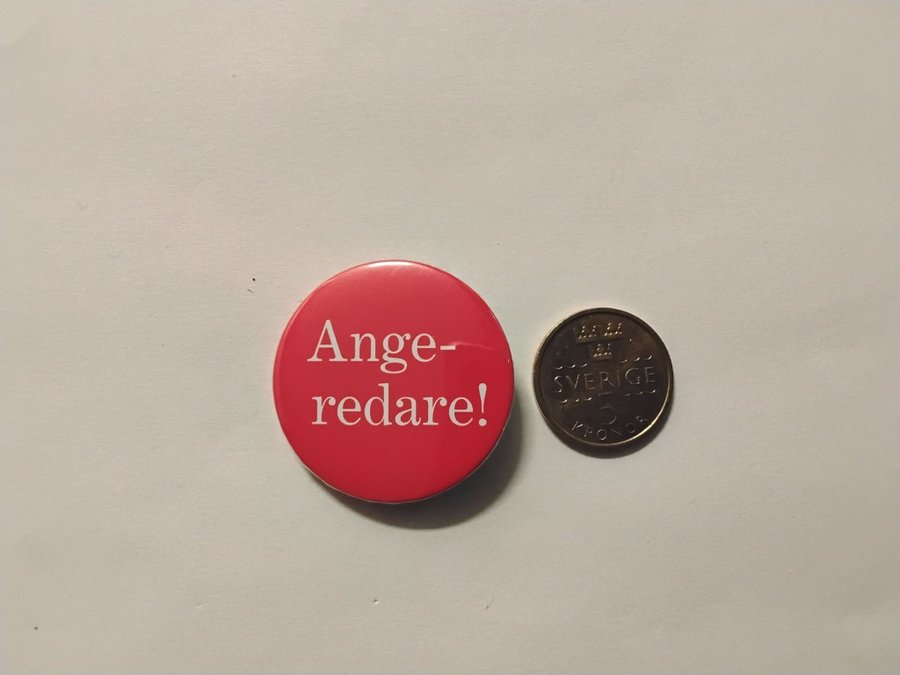 Ange-
redare!
SVERIGE
5
KRONOR